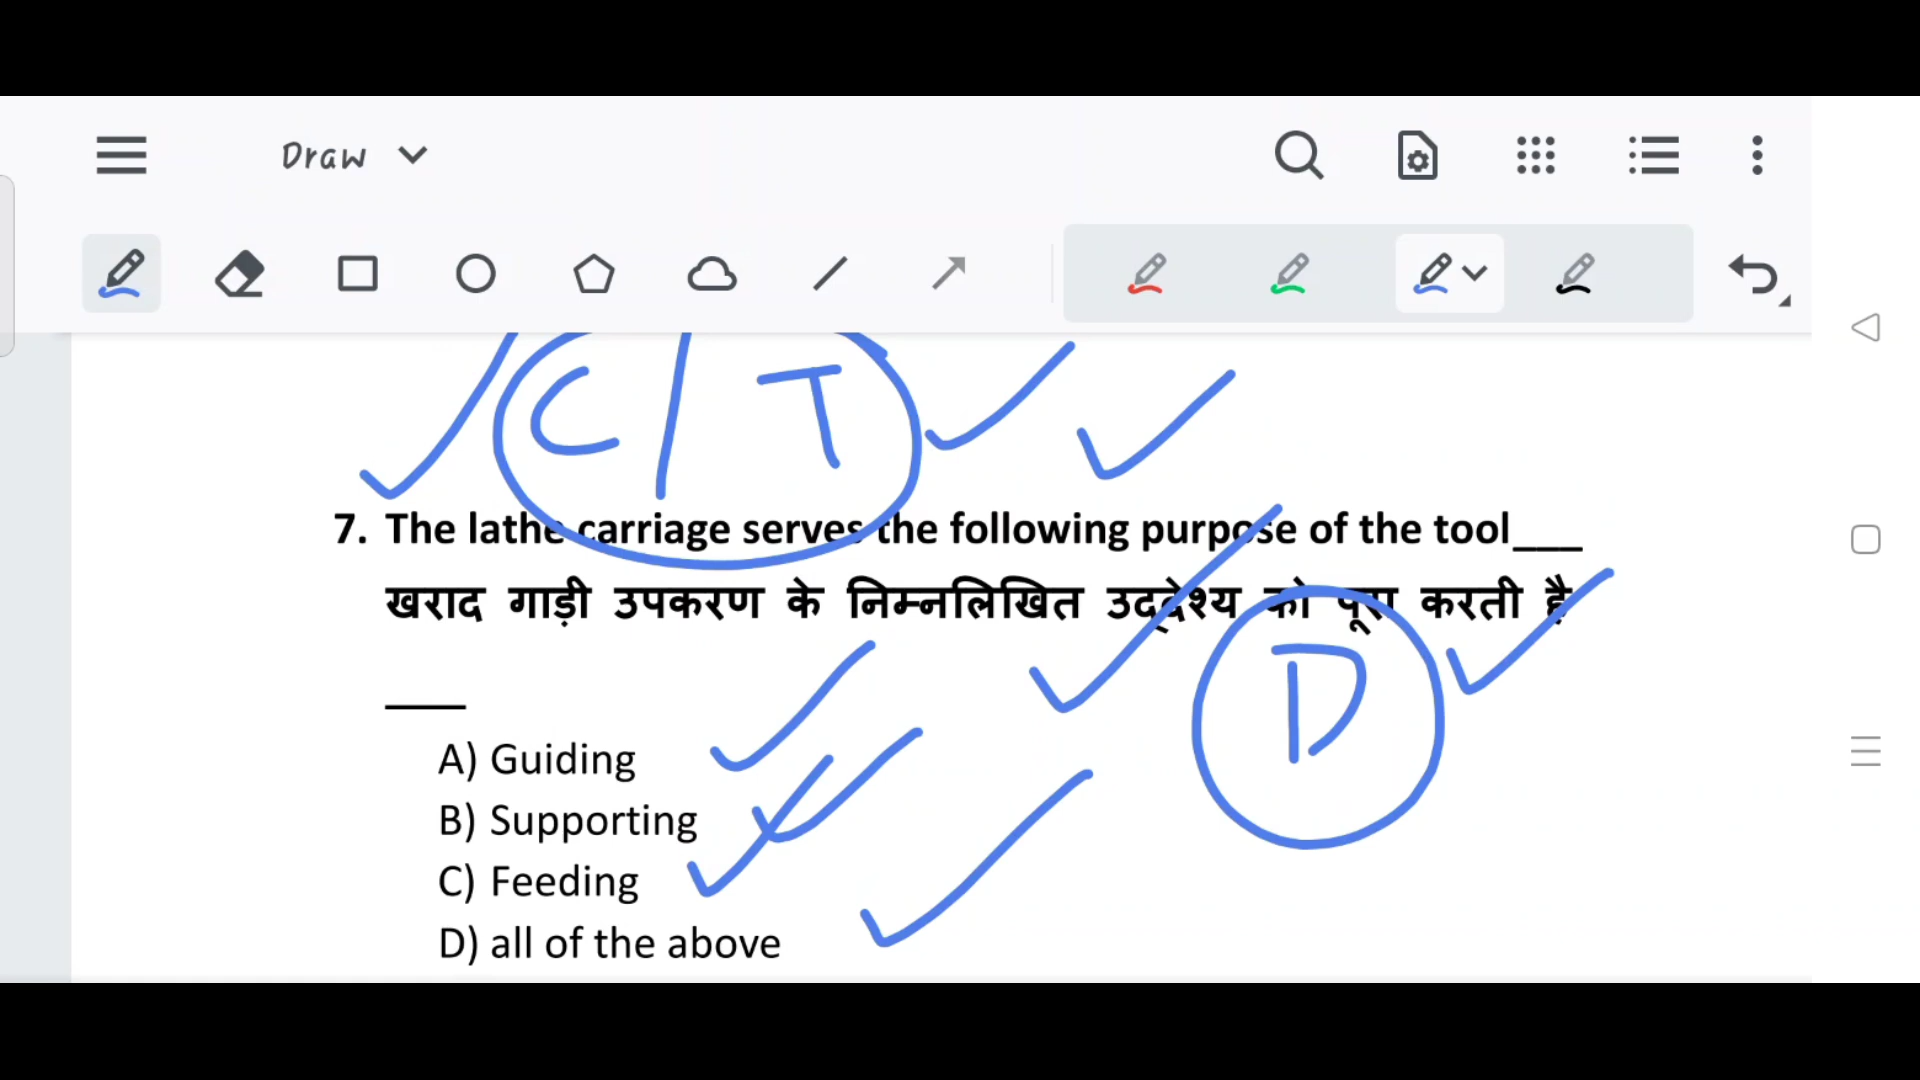 Draw
C/T
7. The lathe carriage serves the following purpose of the tool___
खराद गाड़ी उपकरण के निम्नलिखित उद्देश्य को पूरा करती है
____
D
A) Guiding
B) Supporting
C) Feeding
D) all of the above